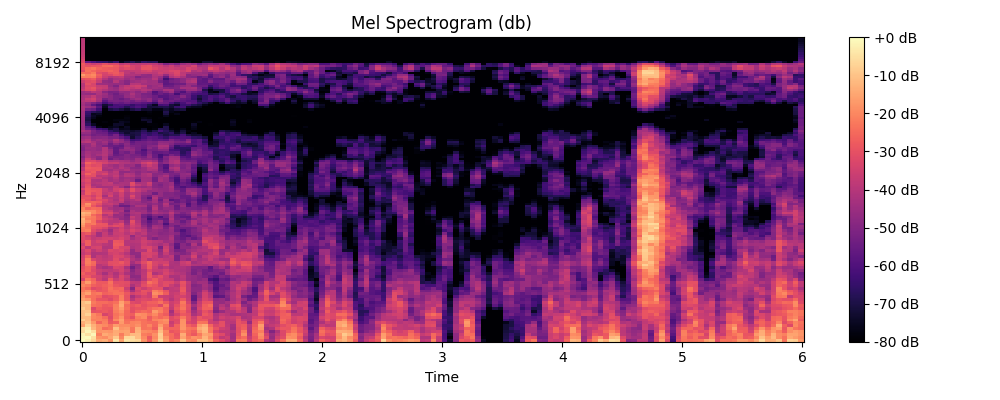 Mel Spectrogram (db)
Hz
8192
4096
2048
1024
512
0
0 1 2 3 4 5 6
Time
+0 dB
-10 dB
-20 dB
-30 dB
-40 dB
-50 dB
-60 dB
-70 dB
-80 dB